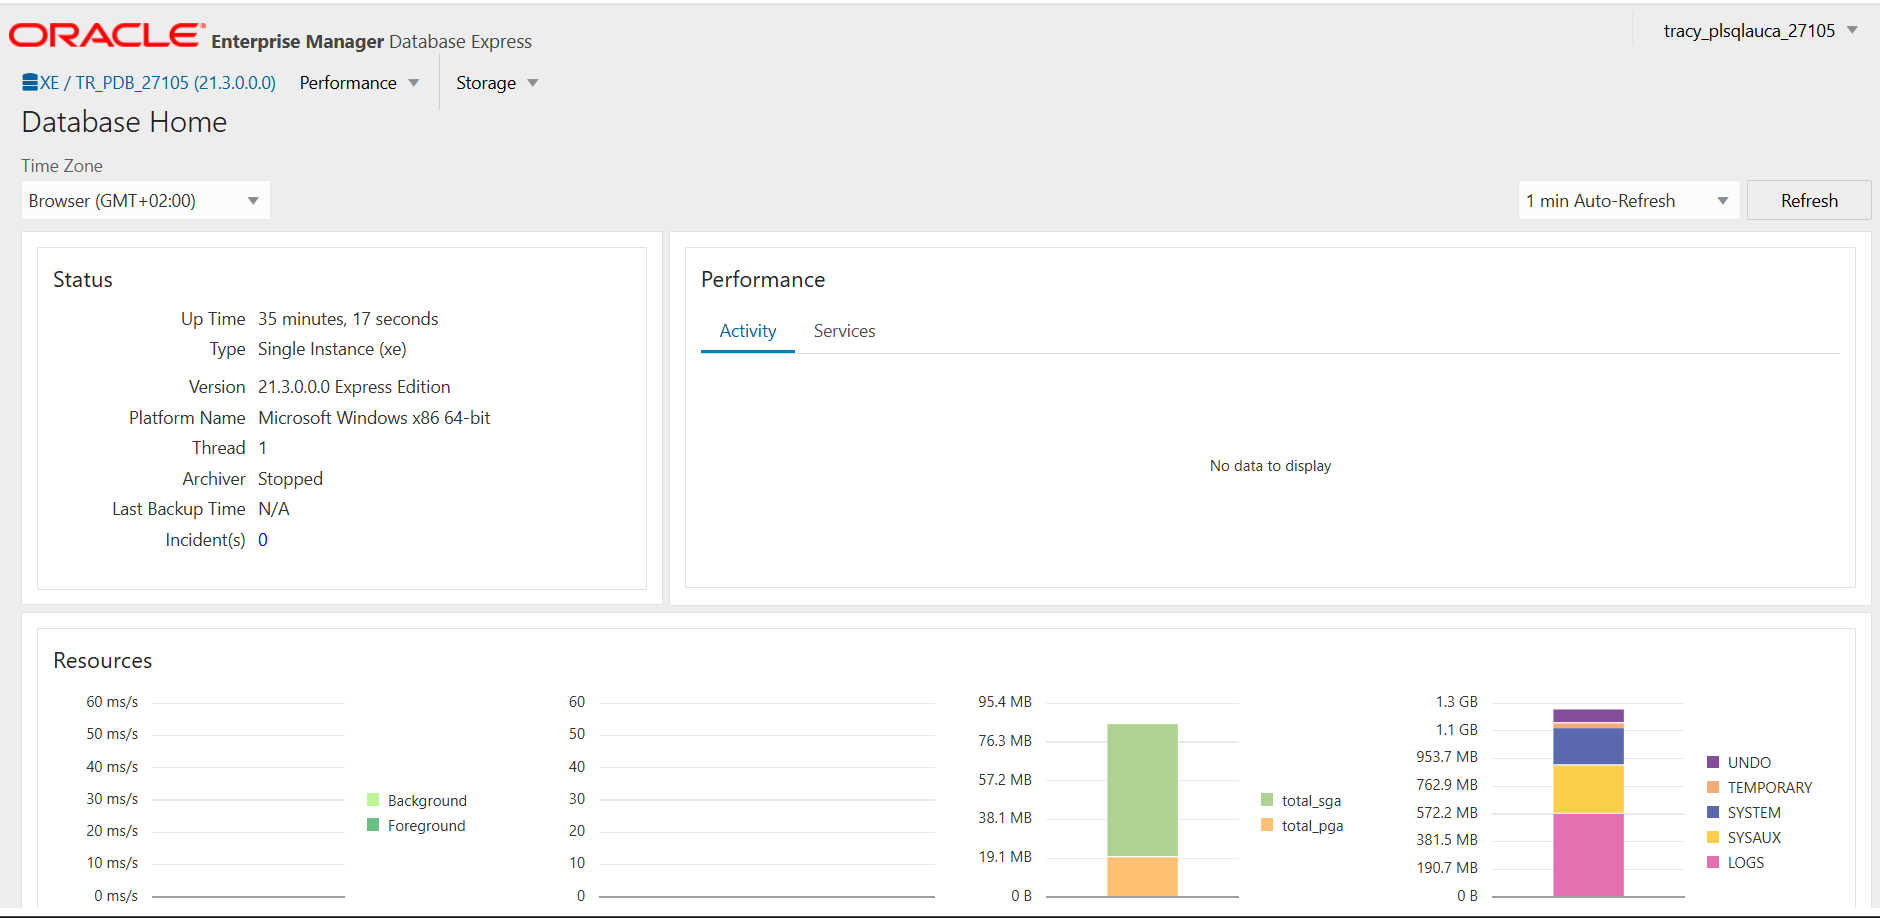 ORACLE Enterprise Manager Database Express
tracy_plsqlauca_27105
XE / TR_PDB_27105 (21.3.0.0.0) Performance Storage
Database Home
Time Zone
Browser (GMT+02:00)
1 min Auto-Refresh Refresh
Status
Up Time 35 minutes, 17 seconds
Type Single Instance (xe)
Version 21.3.0.0.0 Express Edition
Platform Name Microsoft Windows x86 64-bit
Thread 1
Archiver Stopped
Last Backup Time N/A
Incident(s) 0
Performance
Activity Services
No data to display
Resources
60 ms/s
50 ms/s
40 ms/s
30 ms/s
20 ms/s
10 ms/s
0 ms/s
Background
Foreground
60
50
40
30
20
10
0
95.4 MB
76.3 MB
57.2 MB
38.1 MB
19.1 MB
0 B
total_sga
total_pga
1.3 GB
1.1 GB
953.7 MB
762.9 MB
572.2 MB
381.5 MB
190.7 MB
0 B
UNDO
TEMPORARY
SYSTEM
SYSAUX
LOGS